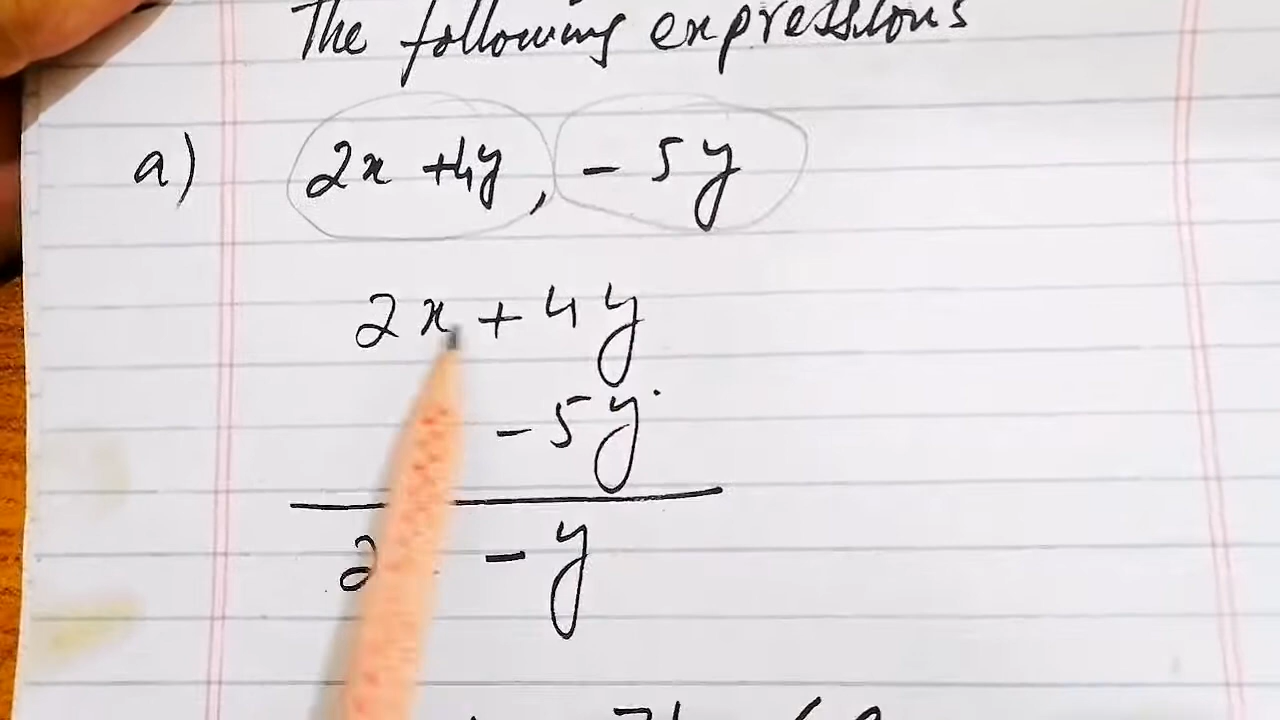 The following expressions
a) 2x + 4y, - 5y
2x + 4y
- 5y
2 - y